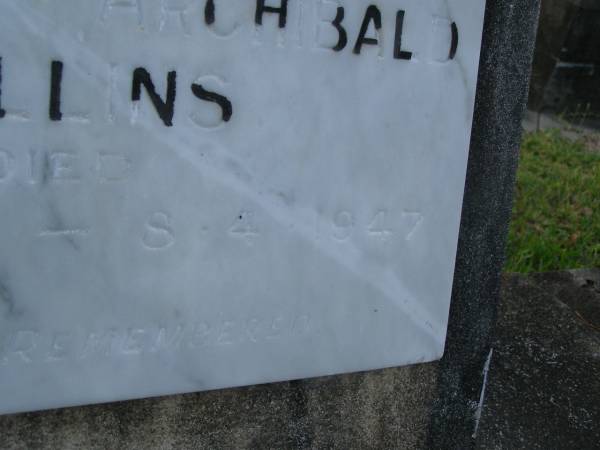 ARCHIBALD
LLINS
DIED
— 8.4.1947
REMEMBERED